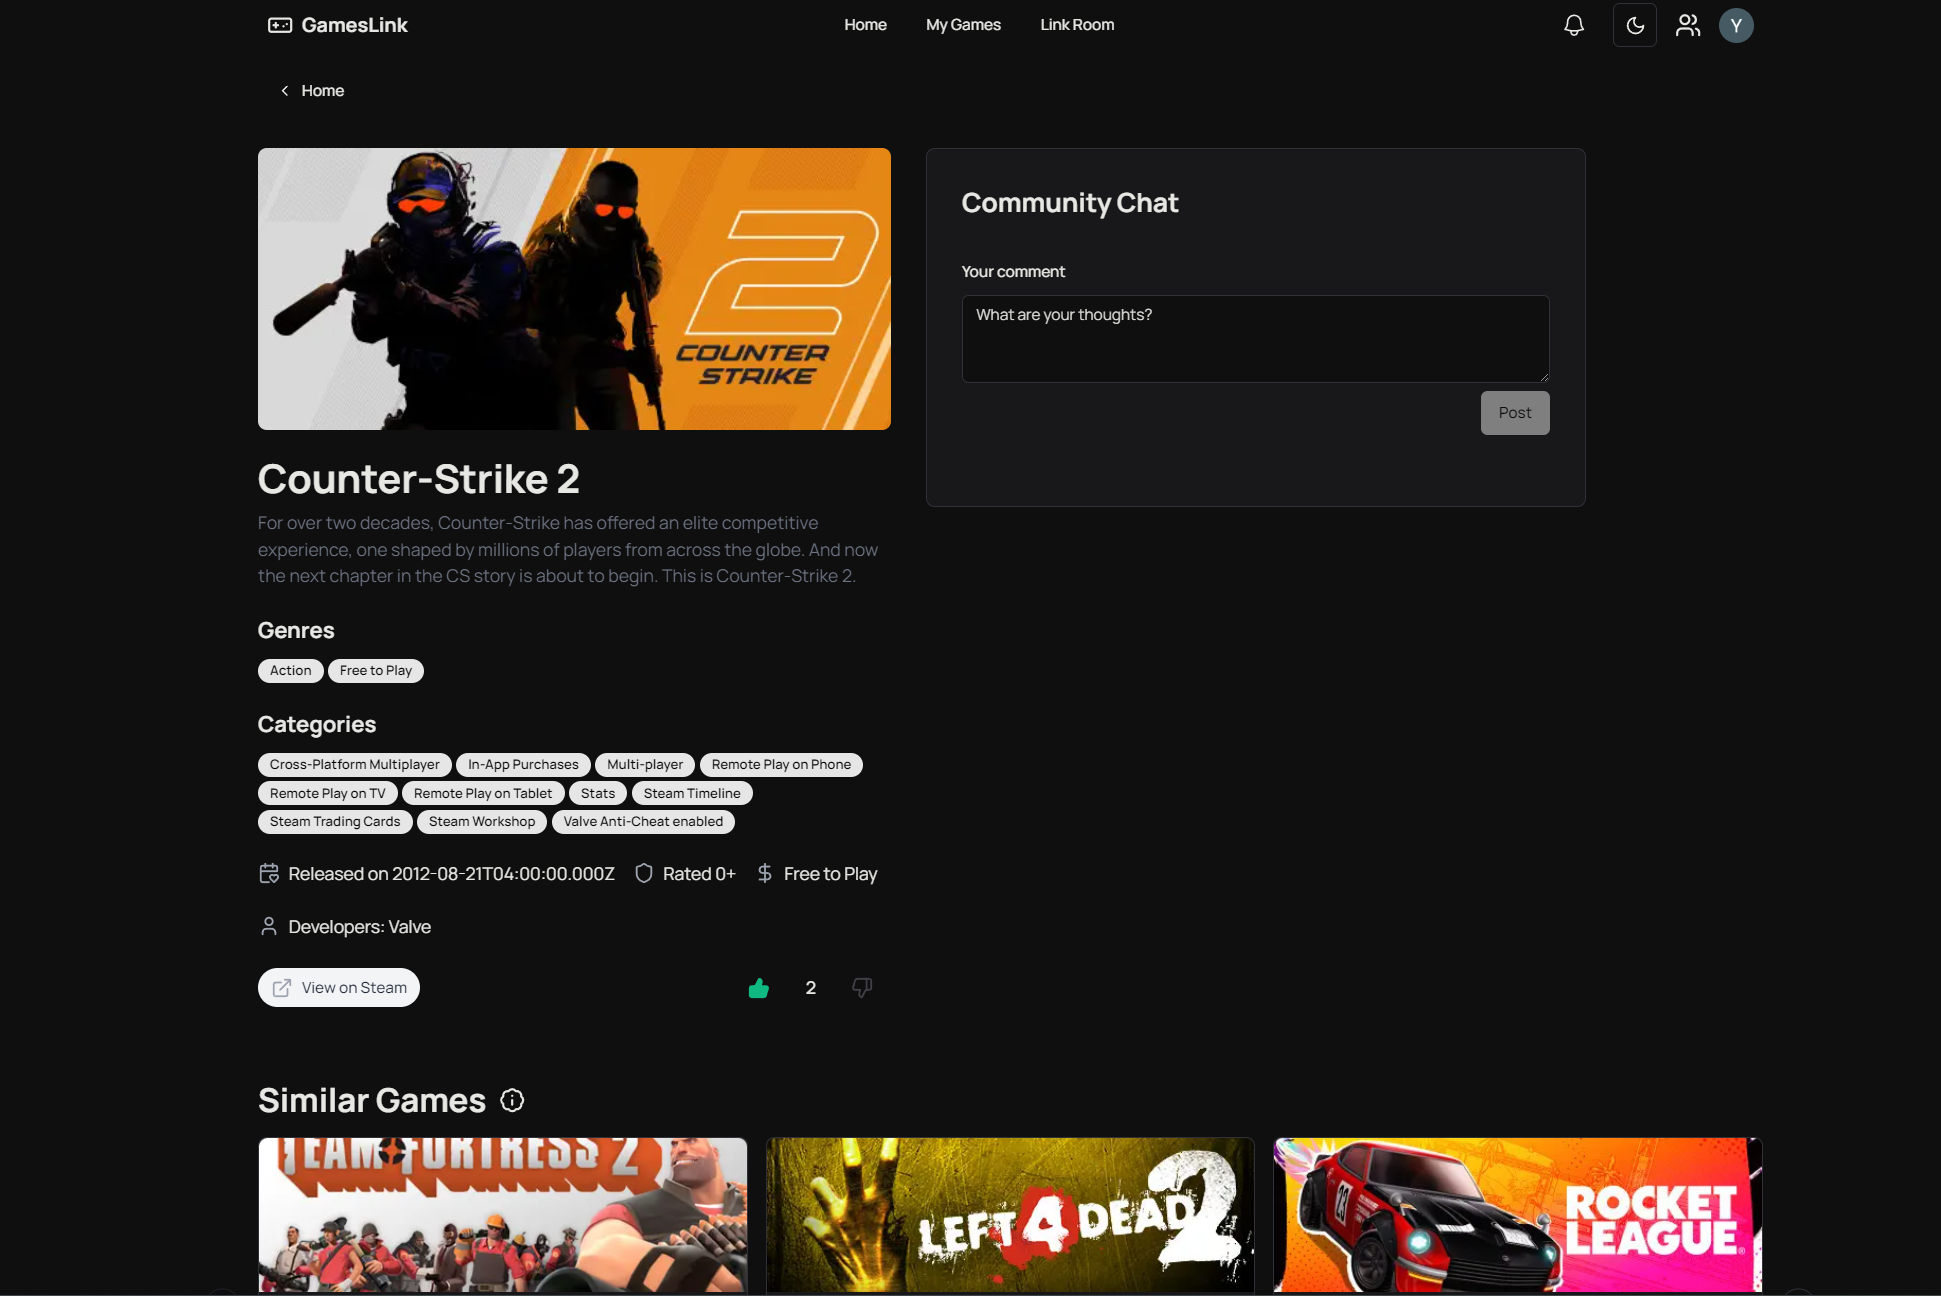 GamesLink
Home
My Games
Link Room
Y
Home
2
COUNTER
STRIKE
Counter-Strike 2
For over two decades, Counter-Strike has offered an elite competitive
experience, one shaped by millions of players from across the globe. And now
the next chapter in the CS story is about to begin. This is Counter-Strike 2.
Genres
Action
Free to Play
Categories
Cross-Platform Multiplayer
In-App Purchases
Multi-player
Remote Play on Phone
Remote Play on TV
Remote Play on Tablet
Stats
Steam Timeline
Steam Trading Cards
Steam Workshop
Valve Anti-Cheat enabled
Released on 2012-08-21T04:00:00.000Z
Rated 0+
Free to Play
Developers: Valve
View on Steam
2
Community Chat
Your comment
What are your thoughts?
Post
Similar Games
TEAM FORTRESS 2
LEFT 4 DEAD 2
23
ROCKET
LEAGUE